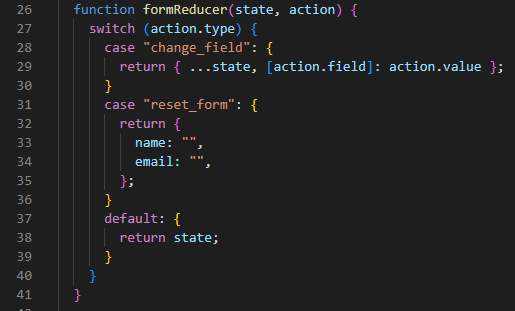 26 function formReducer(state, action) {
27 switch (action.type) {
28 case "change_field": {
29 return { ...state, [action.field]: action.value };
30 }
31 case "reset_form": {
32 return {
33 name: "",
34 email: "",
35 };
36 }
37 default: {
38 return state;
39 }
40 }
41 }